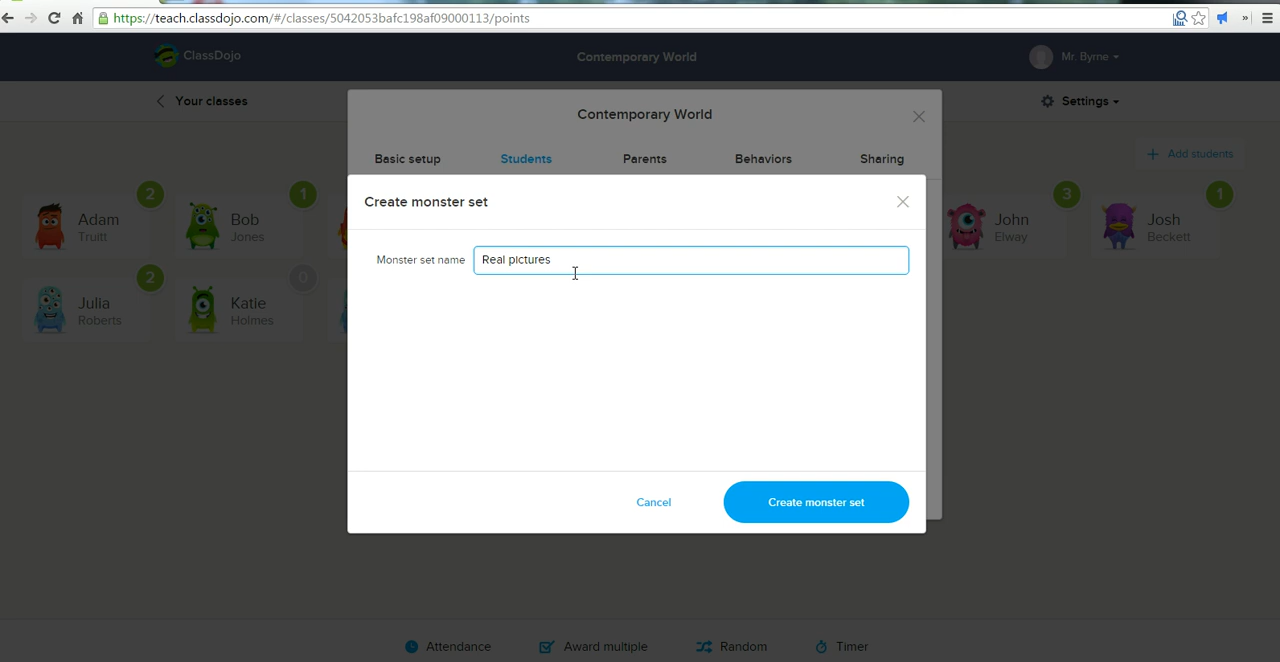 https://teach.classdojo.com/#/classes/5042053bafc198af09000113/points
»
ClassDojo
Contemporary World
Mr. Byrne
Your classes
Contemporary World
Settings
Basic setup
Students
Parents
Behaviors
Sharing
+ Add students
Create monster set
2
Adam
Truitt
1
Bob
Jones
3
John
Elway
1
Josh
Beckett
Monster set name
Real pictures
2
Julia
Roberts
0
Katie
Holmes
Cancel
Create monster set
Attendance
Award multiple
Random
Timer